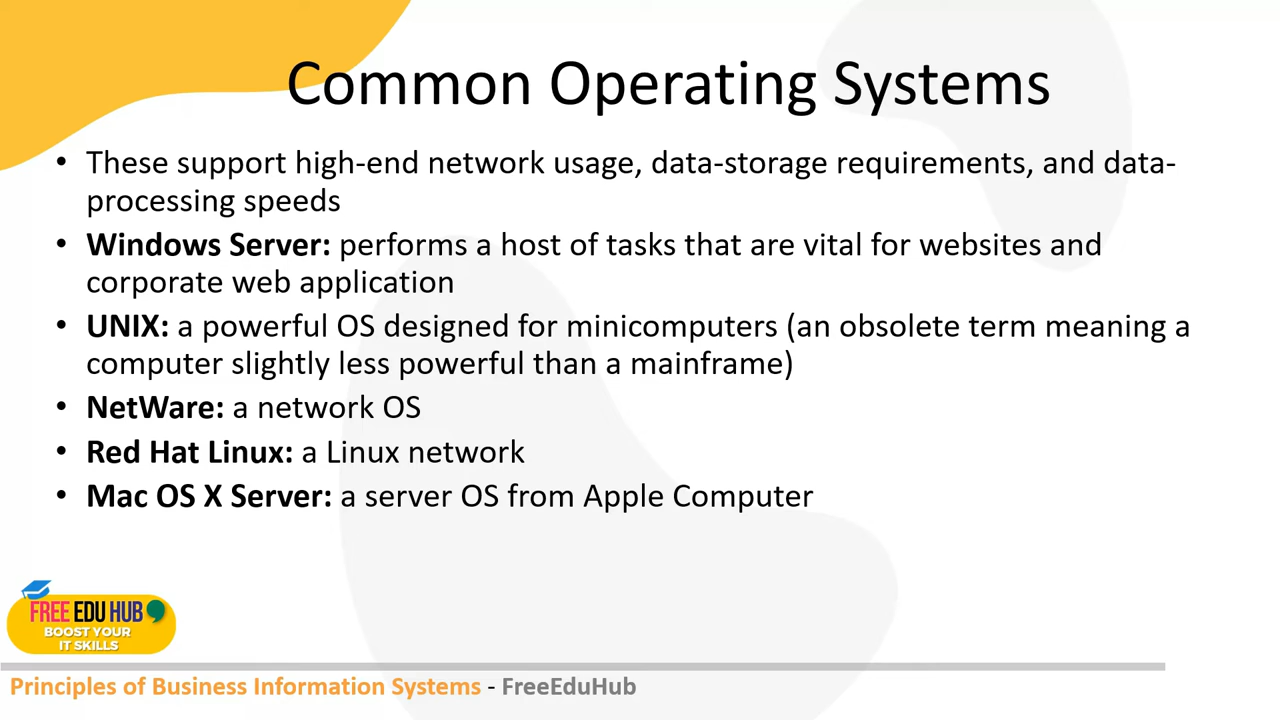 Common Operating Systems
• These support high-end network usage, data-storage requirements, and data-
processing speeds
• Windows Server: performs a host of tasks that are vital for websites and
corporate web application
• UNIX: a powerful OS designed for minicomputers (an obsolete term meaning a
computer slightly less powerful than a mainframe)
• NetWare: a network OS
• Red Hat Linux: a Linux network
• Mac OS X Server: a server OS from Apple Computer
FREE EDU HUB
BOOST YOUR
IT SKILLS
Principles of Business Information Systems - FreeEduHub